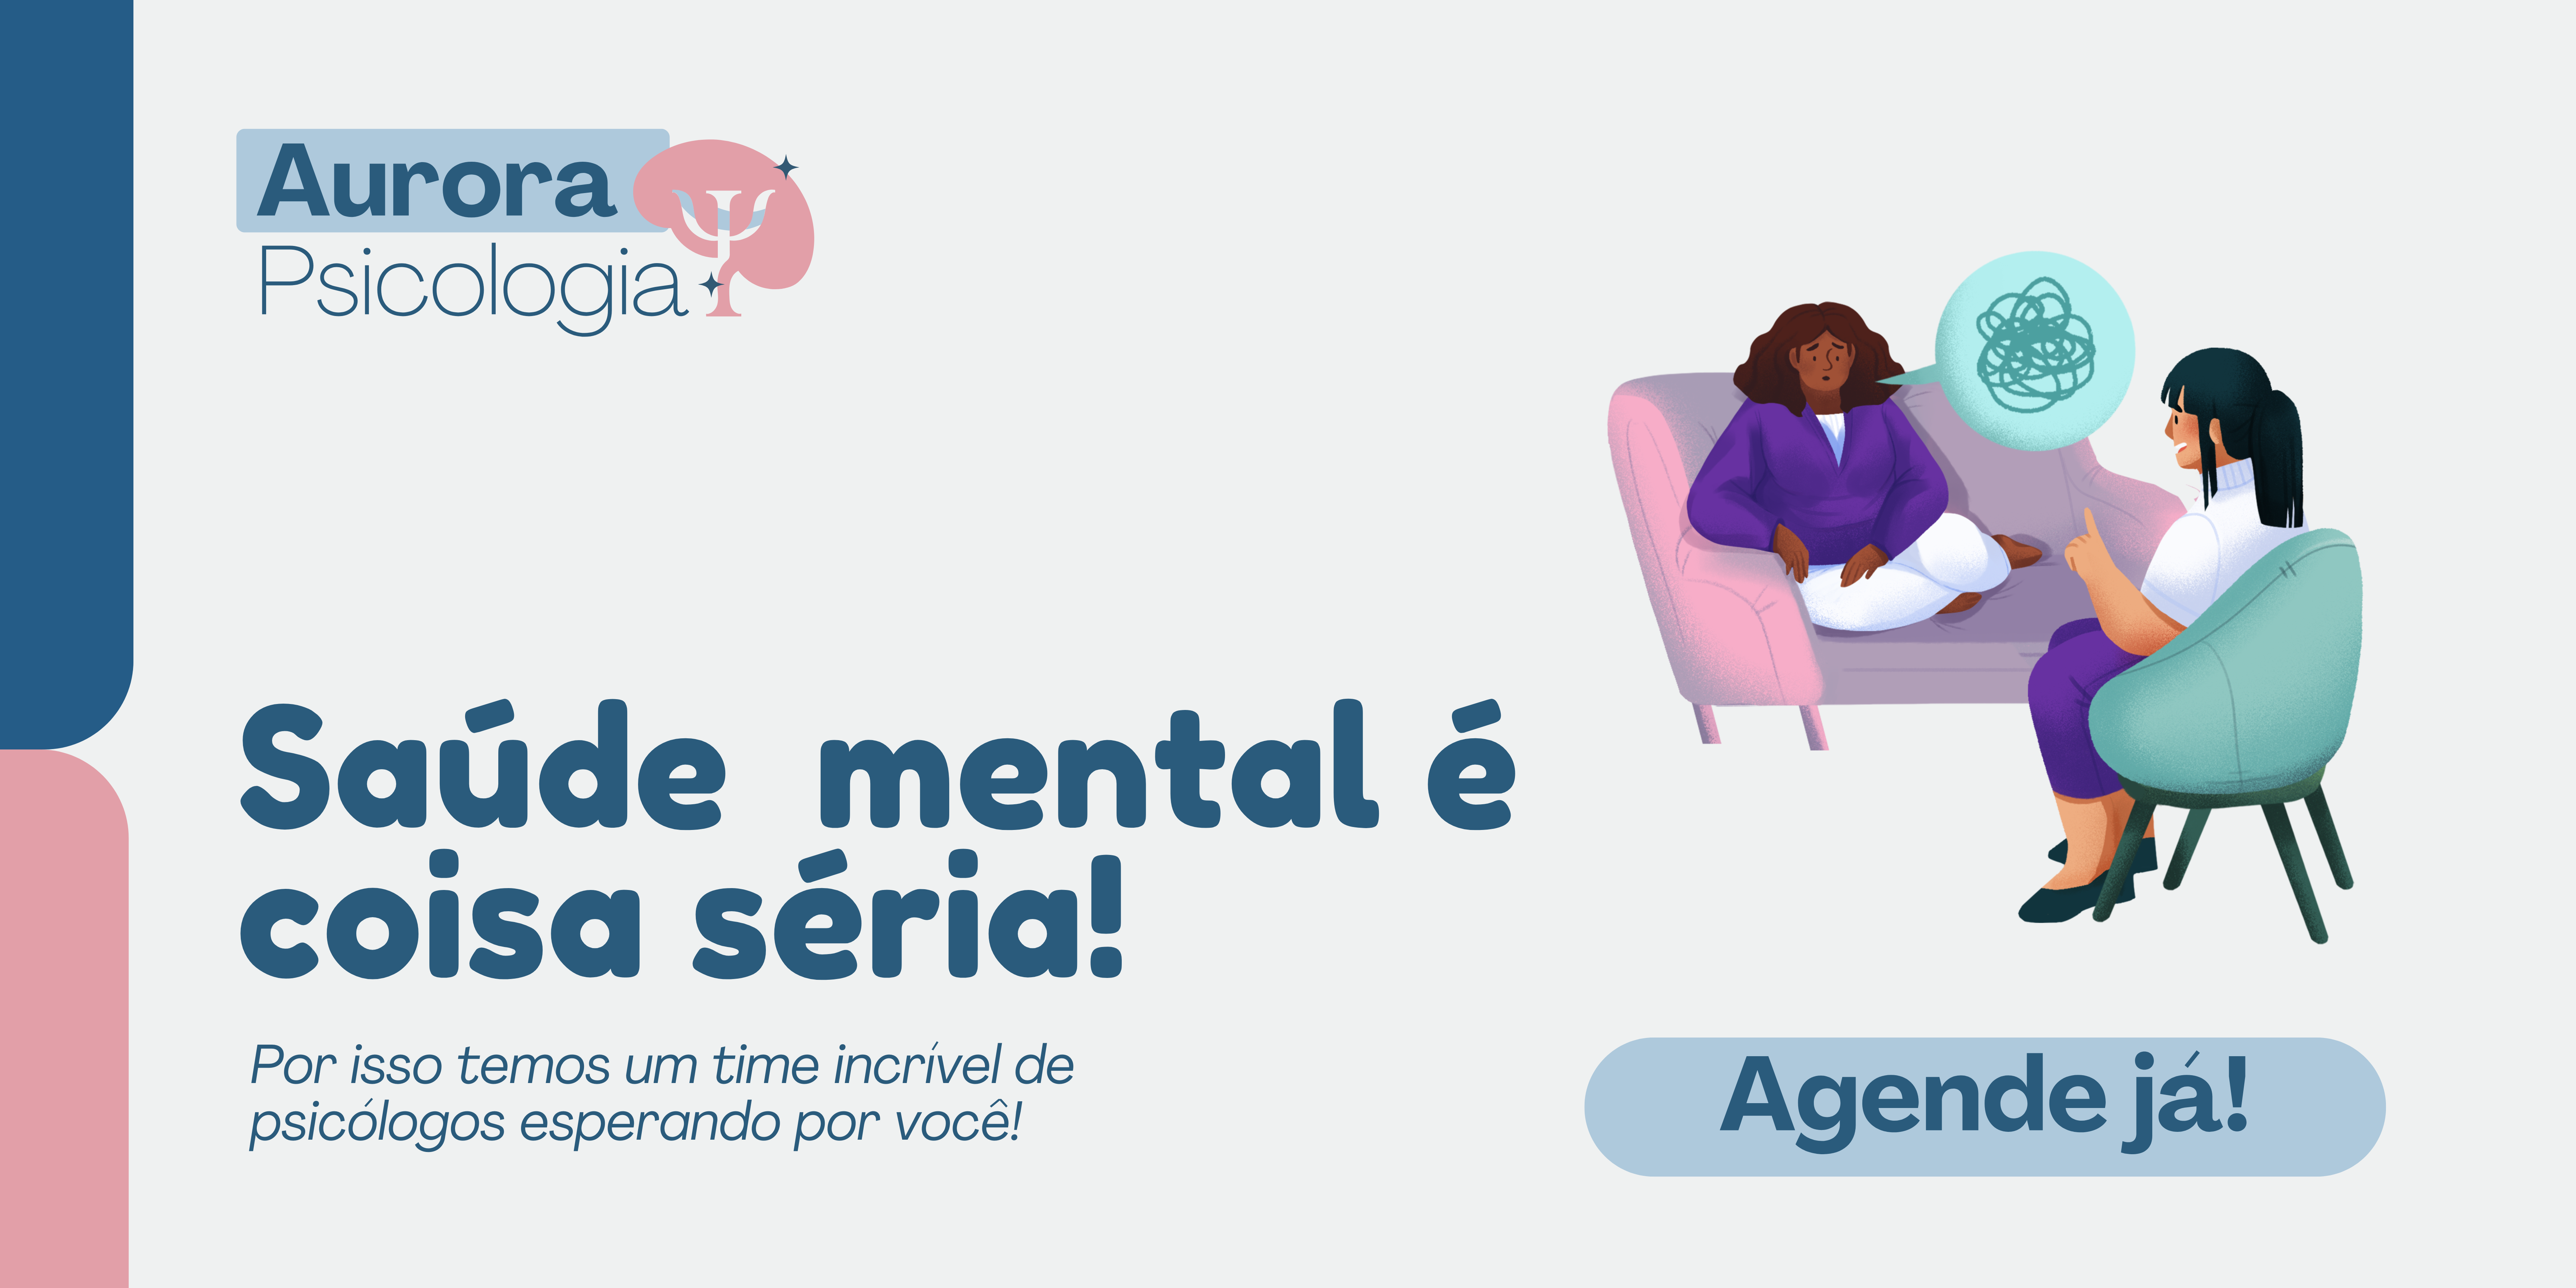 Aurora
Psicologia
Saúde  mental é
coisa séria!
Por isso temos um time incrível de
psicólogos esperando por você!
Agende já!